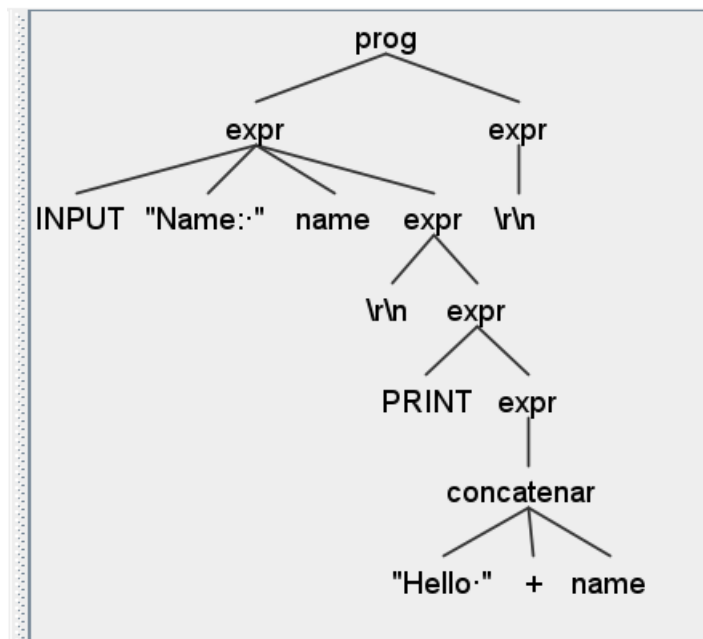 prog
expr expr
INPUT "Name:·" name expr \r\n
\r\n expr
PRINT expr
concatenar
"Hello·" + name